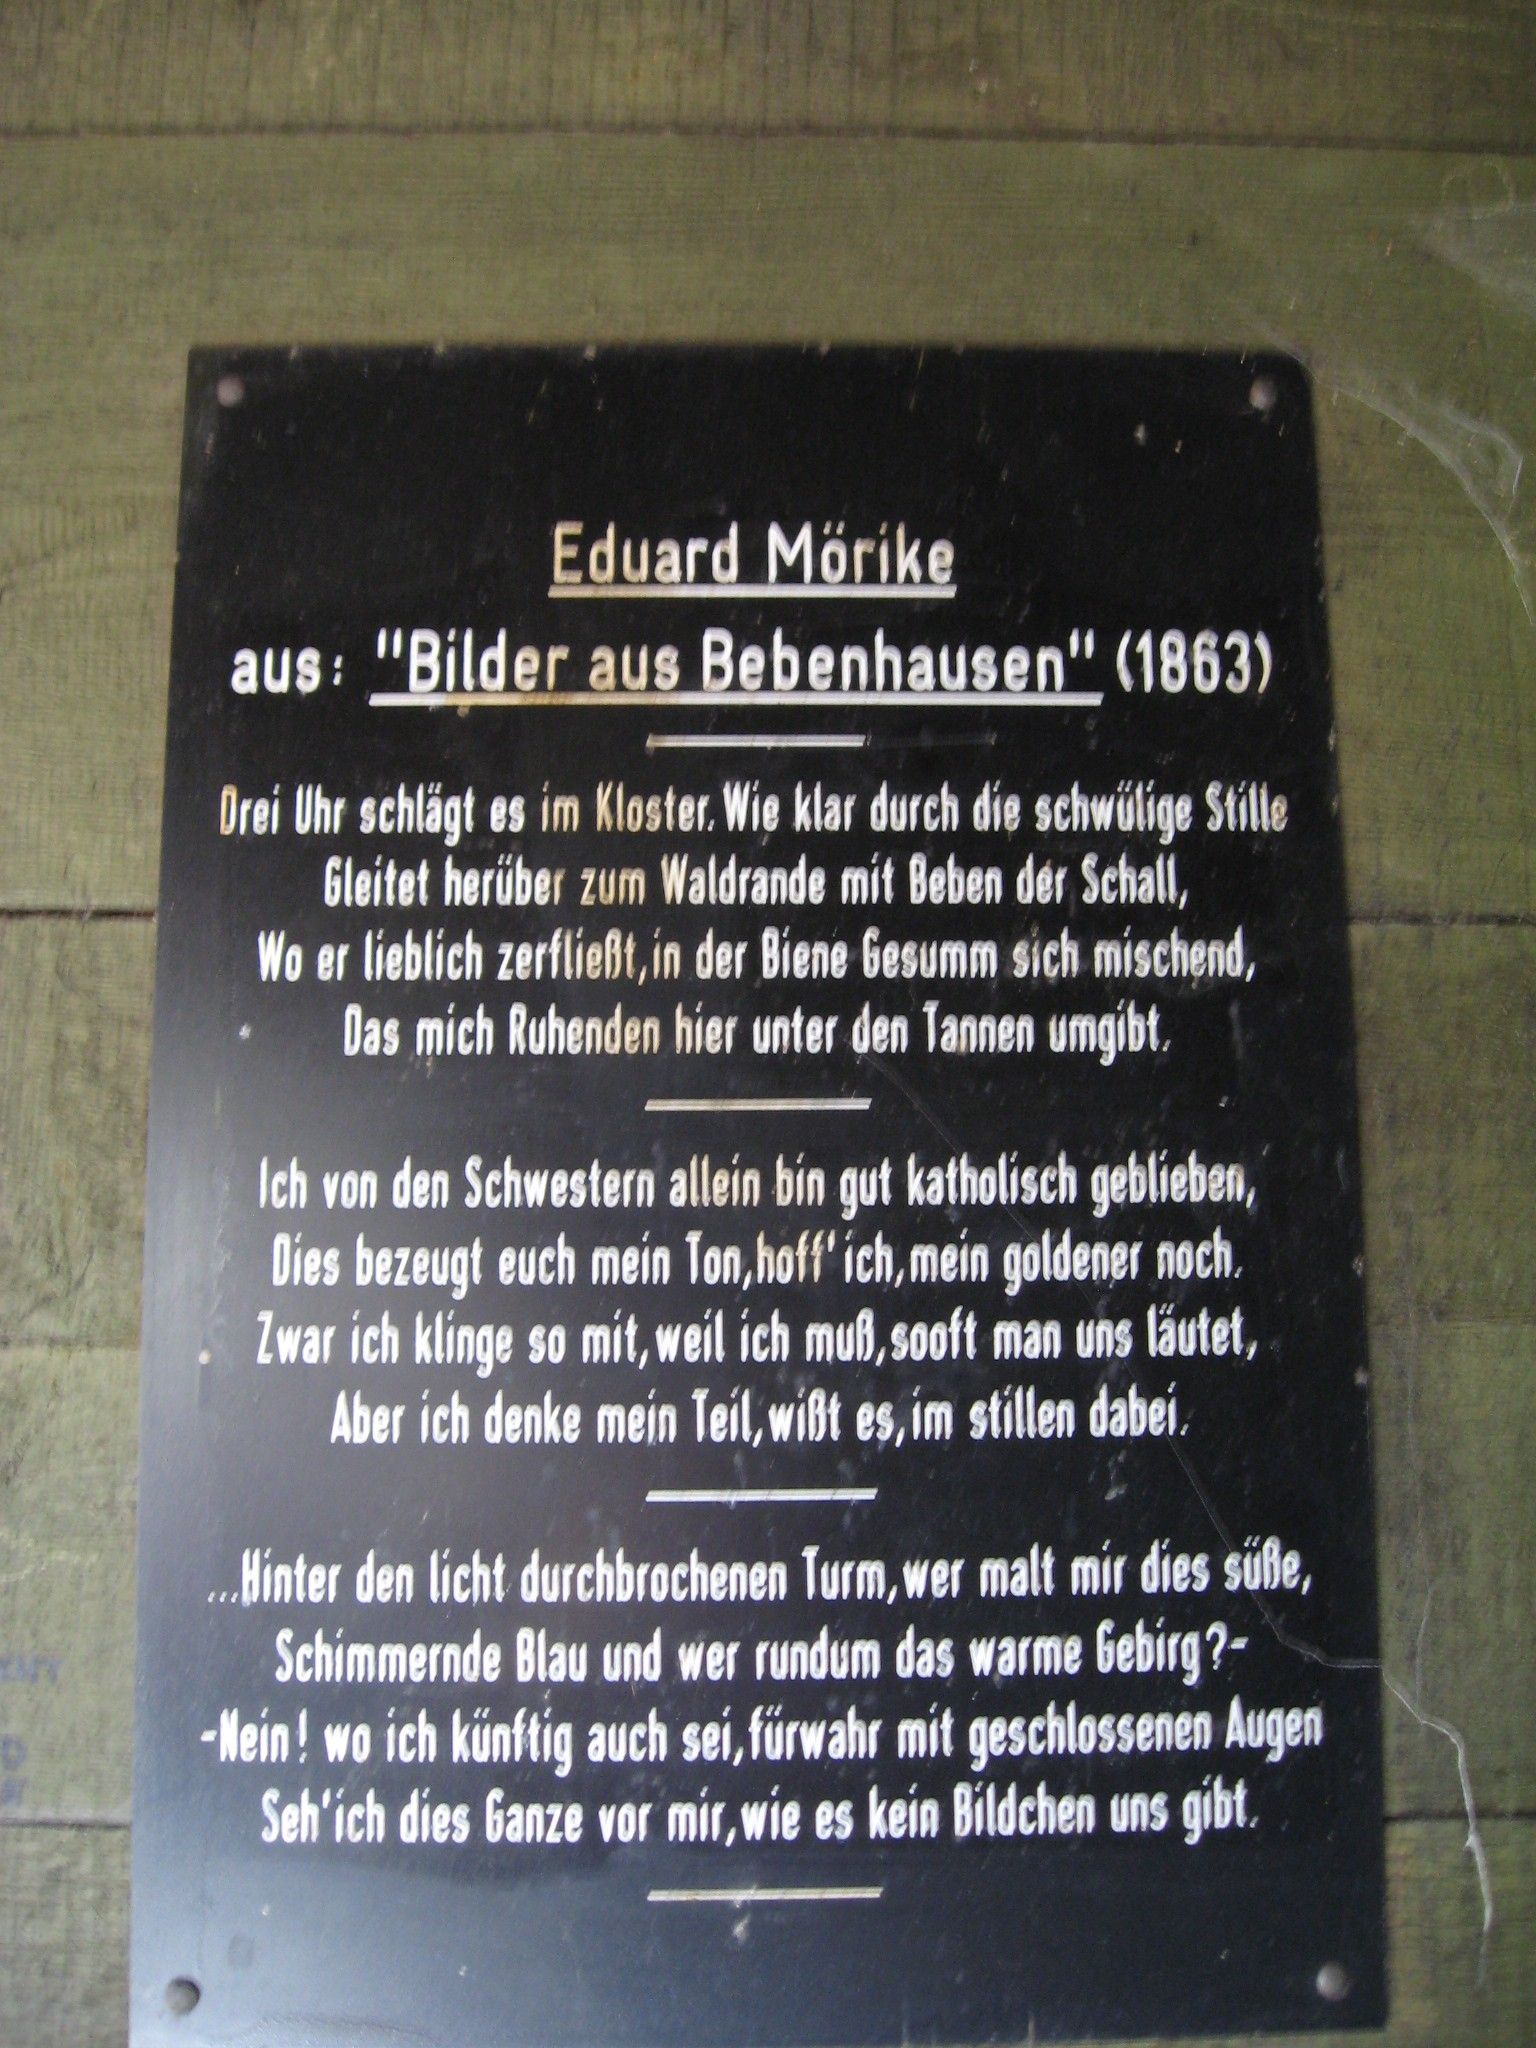 Eduard Mörike
aus: "Bilder aus Bebenhausen" (1863)
Drei Uhr schlägt es im Kloster. Wie klar durch die schwülige Stille
Gleitet herüber zum Waldrande mit Beben der Schall,
Wo er lieblich zerfließt, in der Biene Gesumm sich mischend,
Das mich Ruhenden hier unter den Tannen umgibt.
Ich von den Schwestern allein bin gut katholisch geblieben,
Dies bezeugt euch mein Ton, hoff' ich, mein goldener noch.
Zwar ich klinge so mit, weil ich muß, sooft man uns läutet,
Aber ich denke mein Teil, wißt es, im stillen dabei.
...Hinter den licht durchbrochenen Turm, wer malt mir dies süße,
Schimmernde Blau und wer rundum das warme Gebirg?-
-Nein! wo ich künftig auch sei, fürwahr mit geschlossenen Augen
Seh' ich dies Ganze vor mir, wie es kein Bildchen uns gibt.